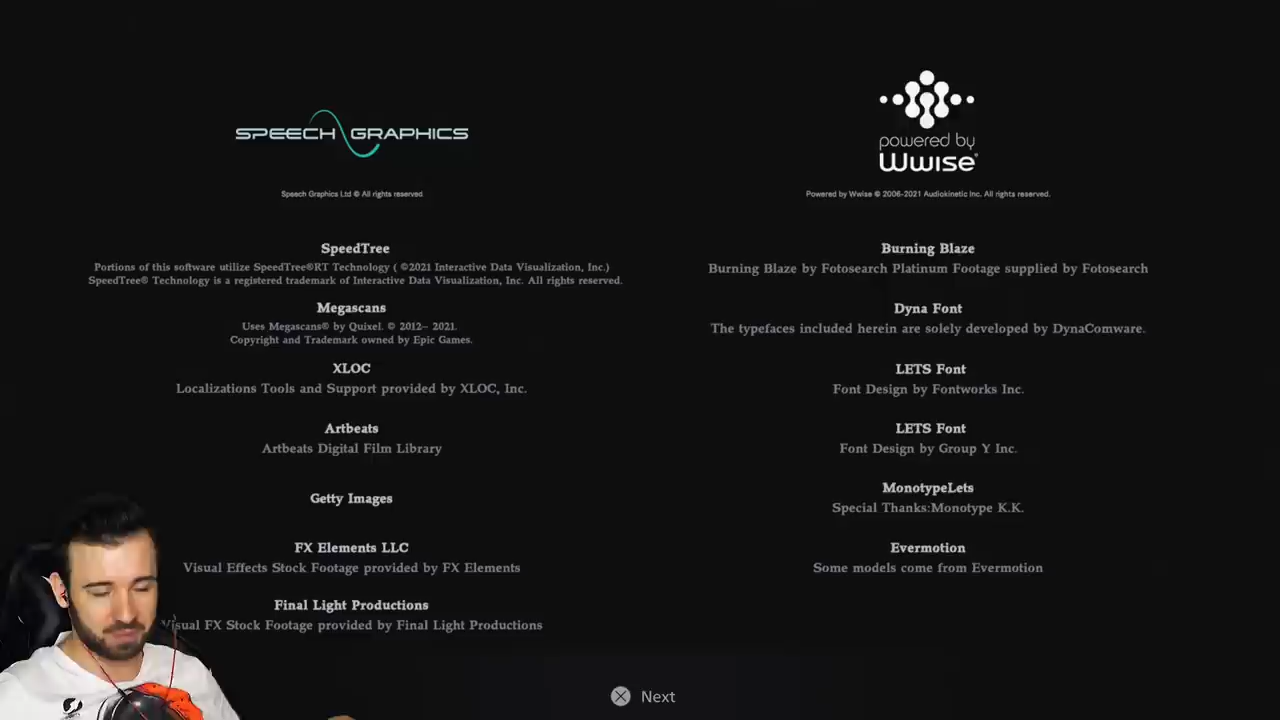 SPEECH GRAPHICS
Speech Graphics Ltd © All rights reserved.
SpeedTree
Portions of this software utilize SpeedTree®RT Technology ( ©2021 Interactive Data Visualization, Inc.)
SpeedTree® Technology is a registered trademark of Interactive Data Visualization, Inc. All rights reserved.
Megascans
Uses Megascans® by Quixel. © 2012– 2021.
Copyright and Trademark owned by Epic Games.
XLOC
Localizations Tools and Support provided by XLOC, Inc.
Artbeats
Artbeats Digital Film Library
Getty Images
FX Elements LLC
Visual Effects Stock Footage provided by FX Elements
Final Light Productions
Visual FX Stock Footage provided by Final Light Productions
powered by
Wwise
Powered by Wwise © 2006-2021 Audiokinetic Inc. All rights reserved.
Burning Blaze
Burning Blaze by Fotosearch Platinum Footage supplied by Fotosearch
Dyna Font
The typefaces included herein are solely developed by DynaComware.
LETS Font
Font Design by Fontworks Inc.
LETS Font
Font Design by Group Y Inc.
MonotypeLets
Special Thanks:Monotype K.K.
Evermotion
Some models come from Evermotion
Next